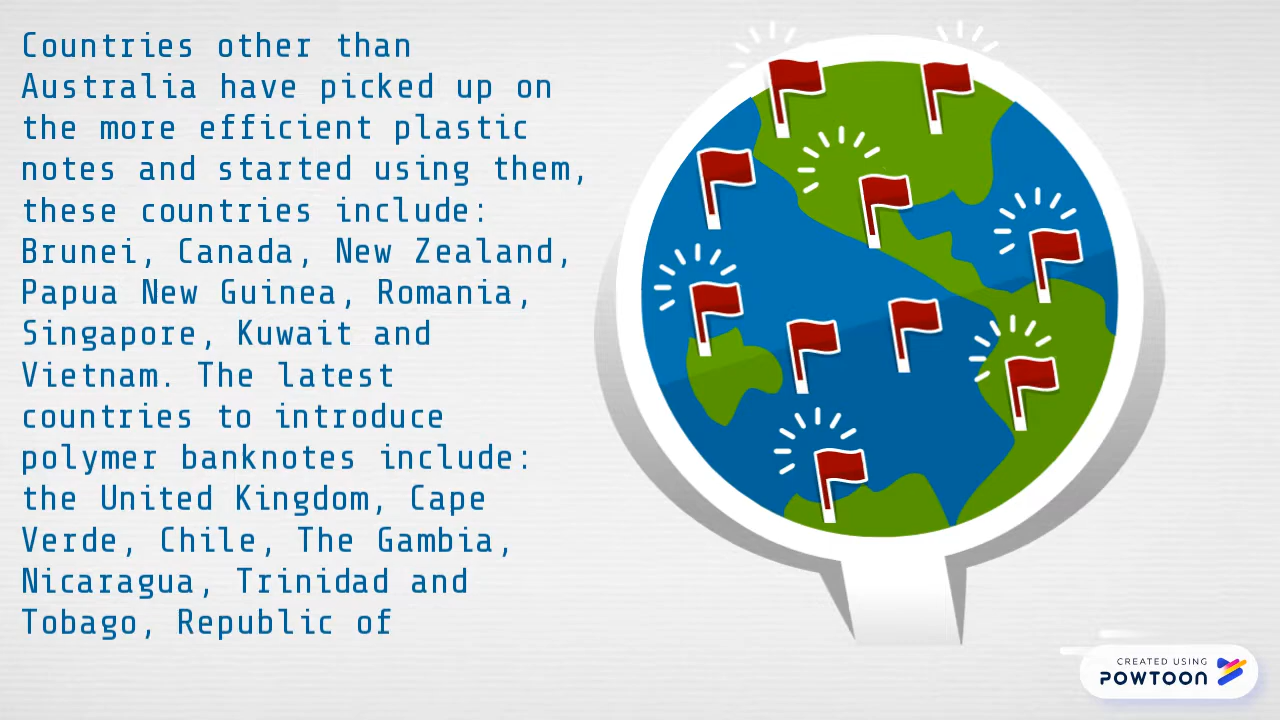 Countries other than
Australia have picked up on
the more efficient plastic
notes and started using them,
these countries include:
Brunei, Canada, New Zealand,
Papua New Guinea, Romania,
Singapore, Kuwait and
Vietnam. The latest
countries to introduce
polymer banknotes include:
the United Kingdom, Cape
Verde, Chile, The Gambia,
Nicaragua, Trinidad and
Tobago, Republic of
CREATED USING
POWTOON